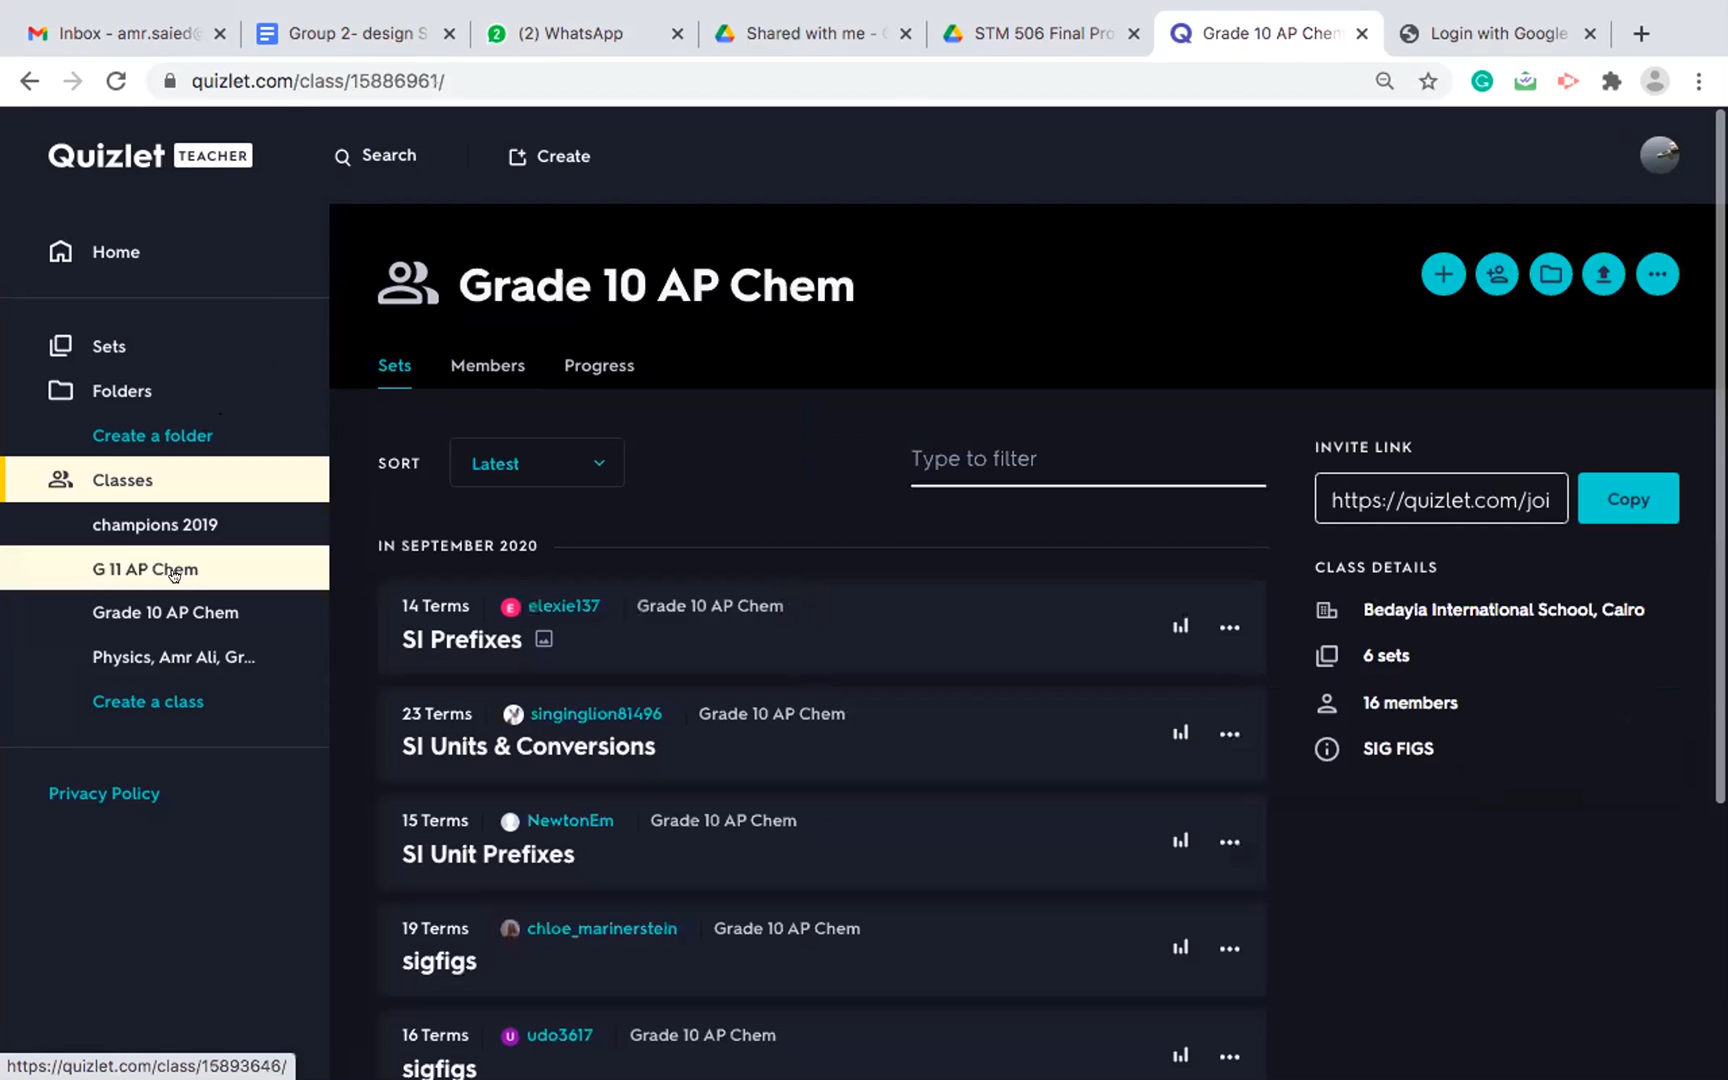 Inbox - amr.saied@
Group 2- design S
(2) WhatsApp
Shared with me -
STM 506 Final Pro
Grade 10 AP Chem
Login with Google
quizlet.com/class/15886961/
Quizlet TEACHER
Search
Create
Home
Sets
Folders
Create a folder
Classes
champions 2019
G 11 AP Chem
Grade 10 AP Chem
Physics, Amr Ali, Gr...
Create a class
Privacy Policy
https://quizlet.com/class/15893646/
Grade 10 AP Chem
Sets Members Progress
SORT Latest
Type to filter
IN SEPTEMBER 2020
14 Terms E elexie137 Grade 10 AP Chem
SI Prefixes
23 Terms singinglion81496 Grade 10 AP Chem
SI Units & Conversions
15 Terms NewtonEm Grade 10 AP Chem
SI Unit Prefixes
19 Terms chloe_marinerstein Grade 10 AP Chem
sigfigs
16 Terms U udo3617 Grade 10 AP Chem
sigfigs
INVITE LINK
https://quizlet.com/joi Copy
CLASS DETAILS
Bedayia International School, Cairo
6 sets
16 members
SIG FIGS